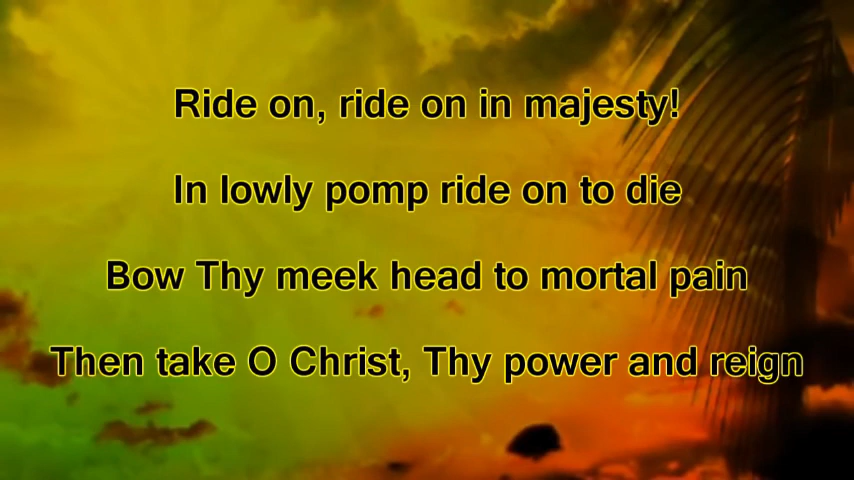 Ride on, ride on in majesty!
In lowly pomp ride on to die
Bow Thy meek head to mortal pain
Then take O Christ, Thy power and reign